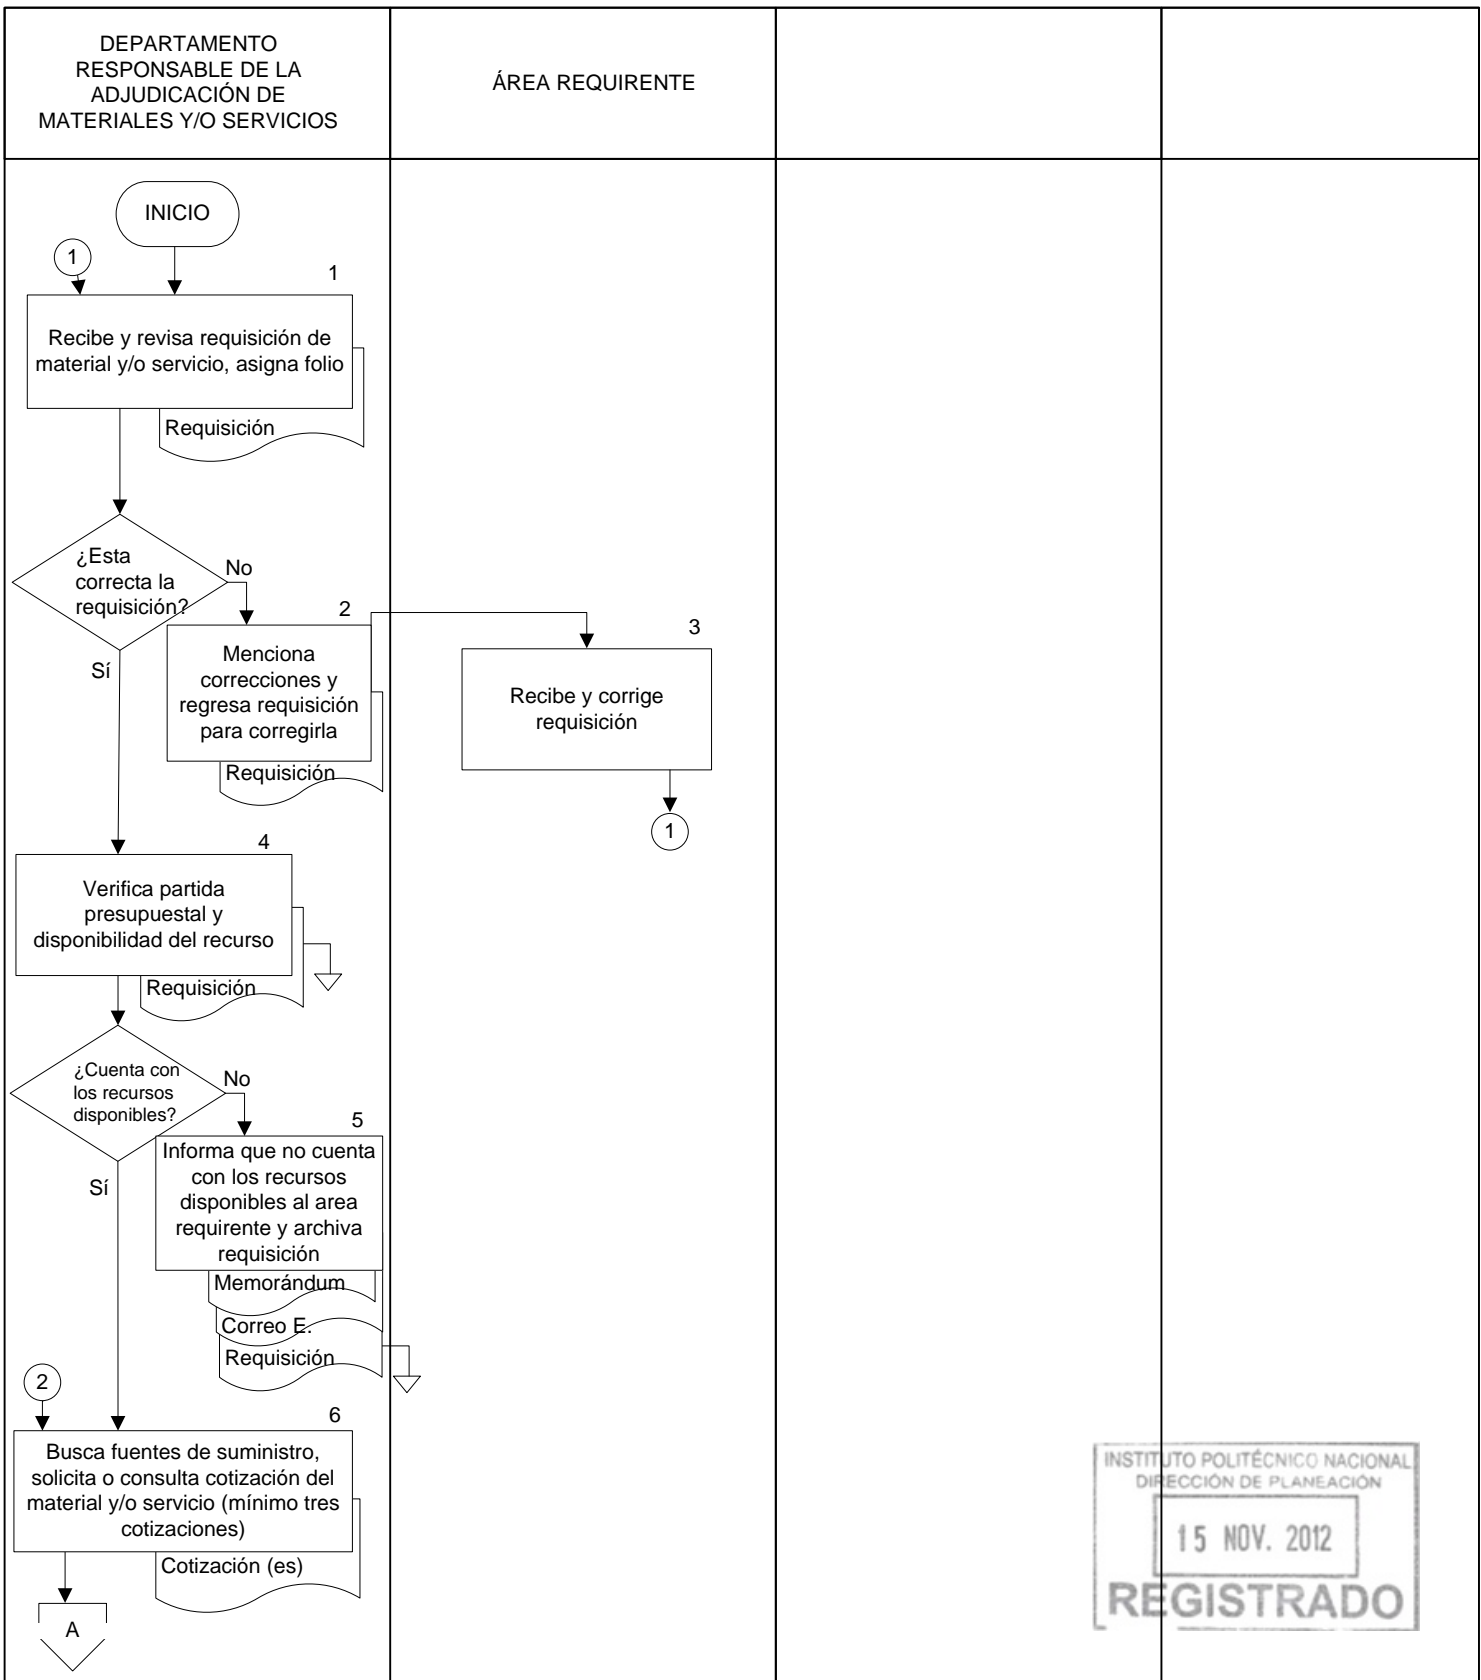 DEPARTAMENTO
RESPONSABLE DE LA
ADJUDICACIÓN DE
MATERIALES Y/O SERVICIOS
ÁREA REQUIRENTE
INICIO
1
1
Recibe y revisa requisición de
material y/o servicio, asigna folio
Requisición
¿Esta
correcta la
requisición?
No
Sí
2
Menciona
correcciones y
regresa requisición
para corregirla
Requisición
3
Recibe y corrige
requisición
1
4
Verifica partida
presupuestal y
disponibilidad del recurso
Requisición
¿Cuenta con
los recursos
disponibles?
No
Sí
5
Informa que no cuenta
con los recursos
disponibles al area
requirente y archiva
requisición
Memorándum
Correo E.
Requisición
2
6
Busca fuentes de suministro,
solicita o consulta cotización del
material y/o servicio (mínimo tres
cotizaciones)
Cotización (es)
A
INSTITUTO POLITÉCNICO NACIONAL
DIRECCIÓN DE PLANEACIÓN
15 NOV. 2012
REGISTRADO